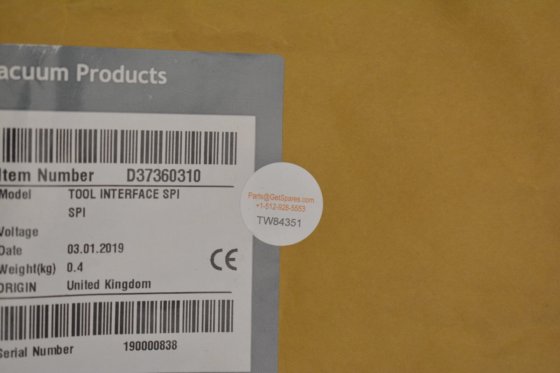 acuum Products
Item Number D37360310
Model TOOL INTERFACE SPI
SPI
Voltage
Date 03.01.2019
Weight(kg) 0.4
ORIGIN United Kingdom
CE
Serial Number 190000838
Parts@GetSpares.com
+1-512-928-5553
TW84351